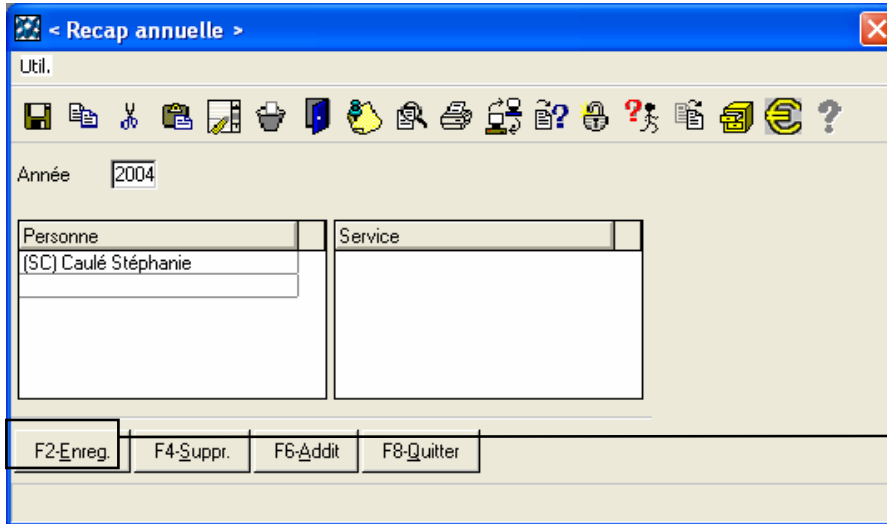 < Recap annuelle >
Util.
Année 2004
Personne Service
(SC) Caulé Stéphanie
F2-Enreg. F4-Suppr. F6-Addit F8-Quitter